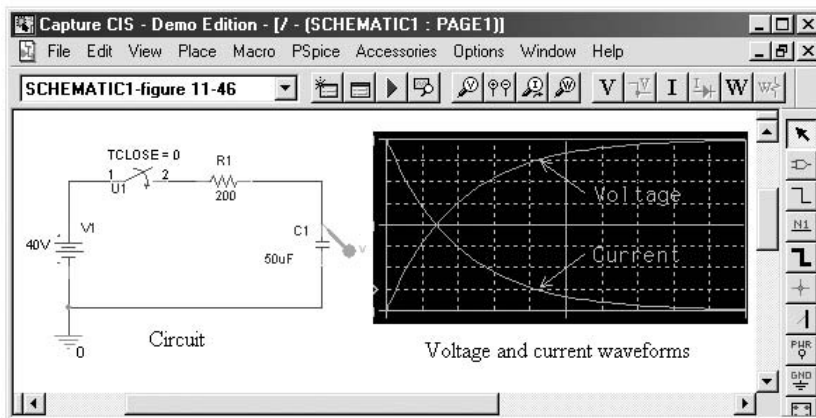 Capture CIS - Demo Edition - [/ - (SCHEMATIC1 : PAGE1)]
File Edit View Place Macro PSpice Accessories Options Window Help
SCHEMATIC1-figure 11-46
V V I I W W
TCLOSE = 0
1 2
U1
R1
200
V1
40V
C1
50uF
V
0
Circuit
Voltage
Current
Voltage and current waveforms
N1
PWR
GND